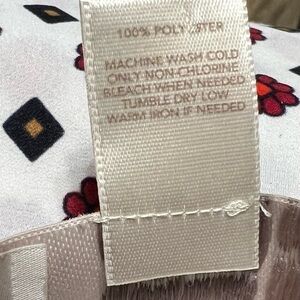 100% POLYESTER
MACHINE WASH COLD
ONLY NON-CHLORINE
BLEACH WHEN NEEDED
TUMBLE DRY LOW
WARM IRON IF NEEDED